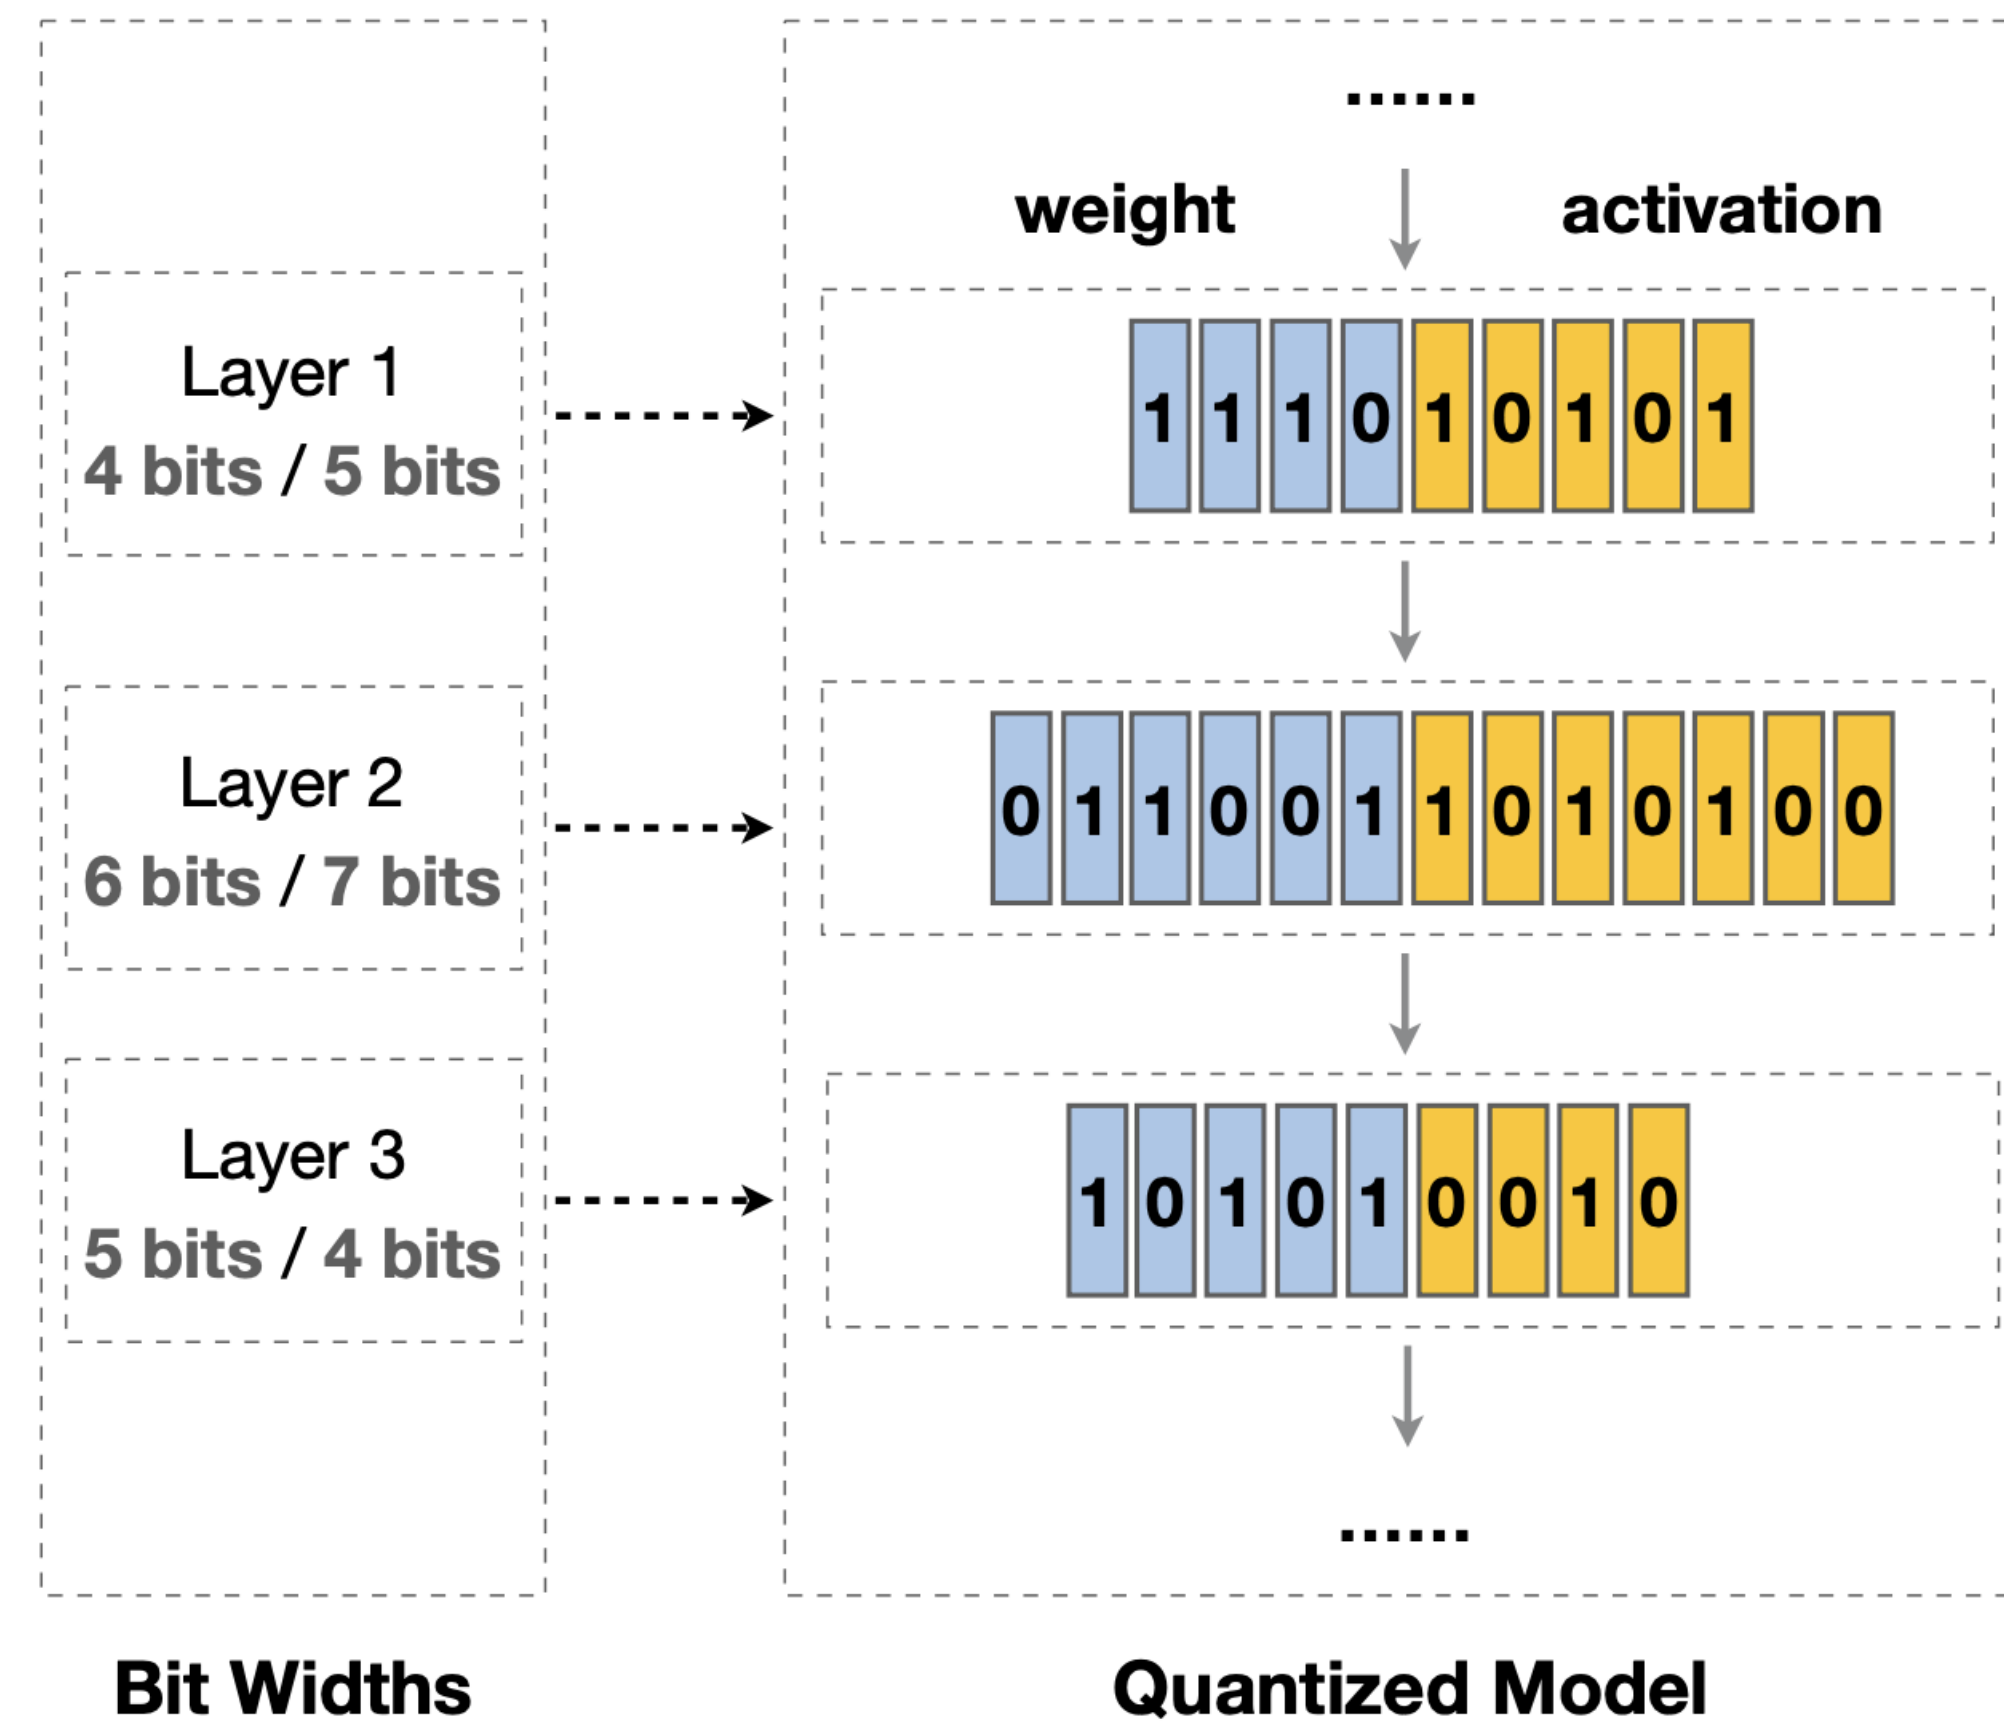 ......
weight activation
Layer 1
4 bits / 5 bits
1 1 1 0 1 0 1 0 1
Layer 2
6 bits / 7 bits
0 1 1 0 0 1 1 0 1 0 1 0 0
Layer 3
5 bits / 4 bits
1 0 1 0 1 0 0 1 0
......
Bit Widths
Quantized Model